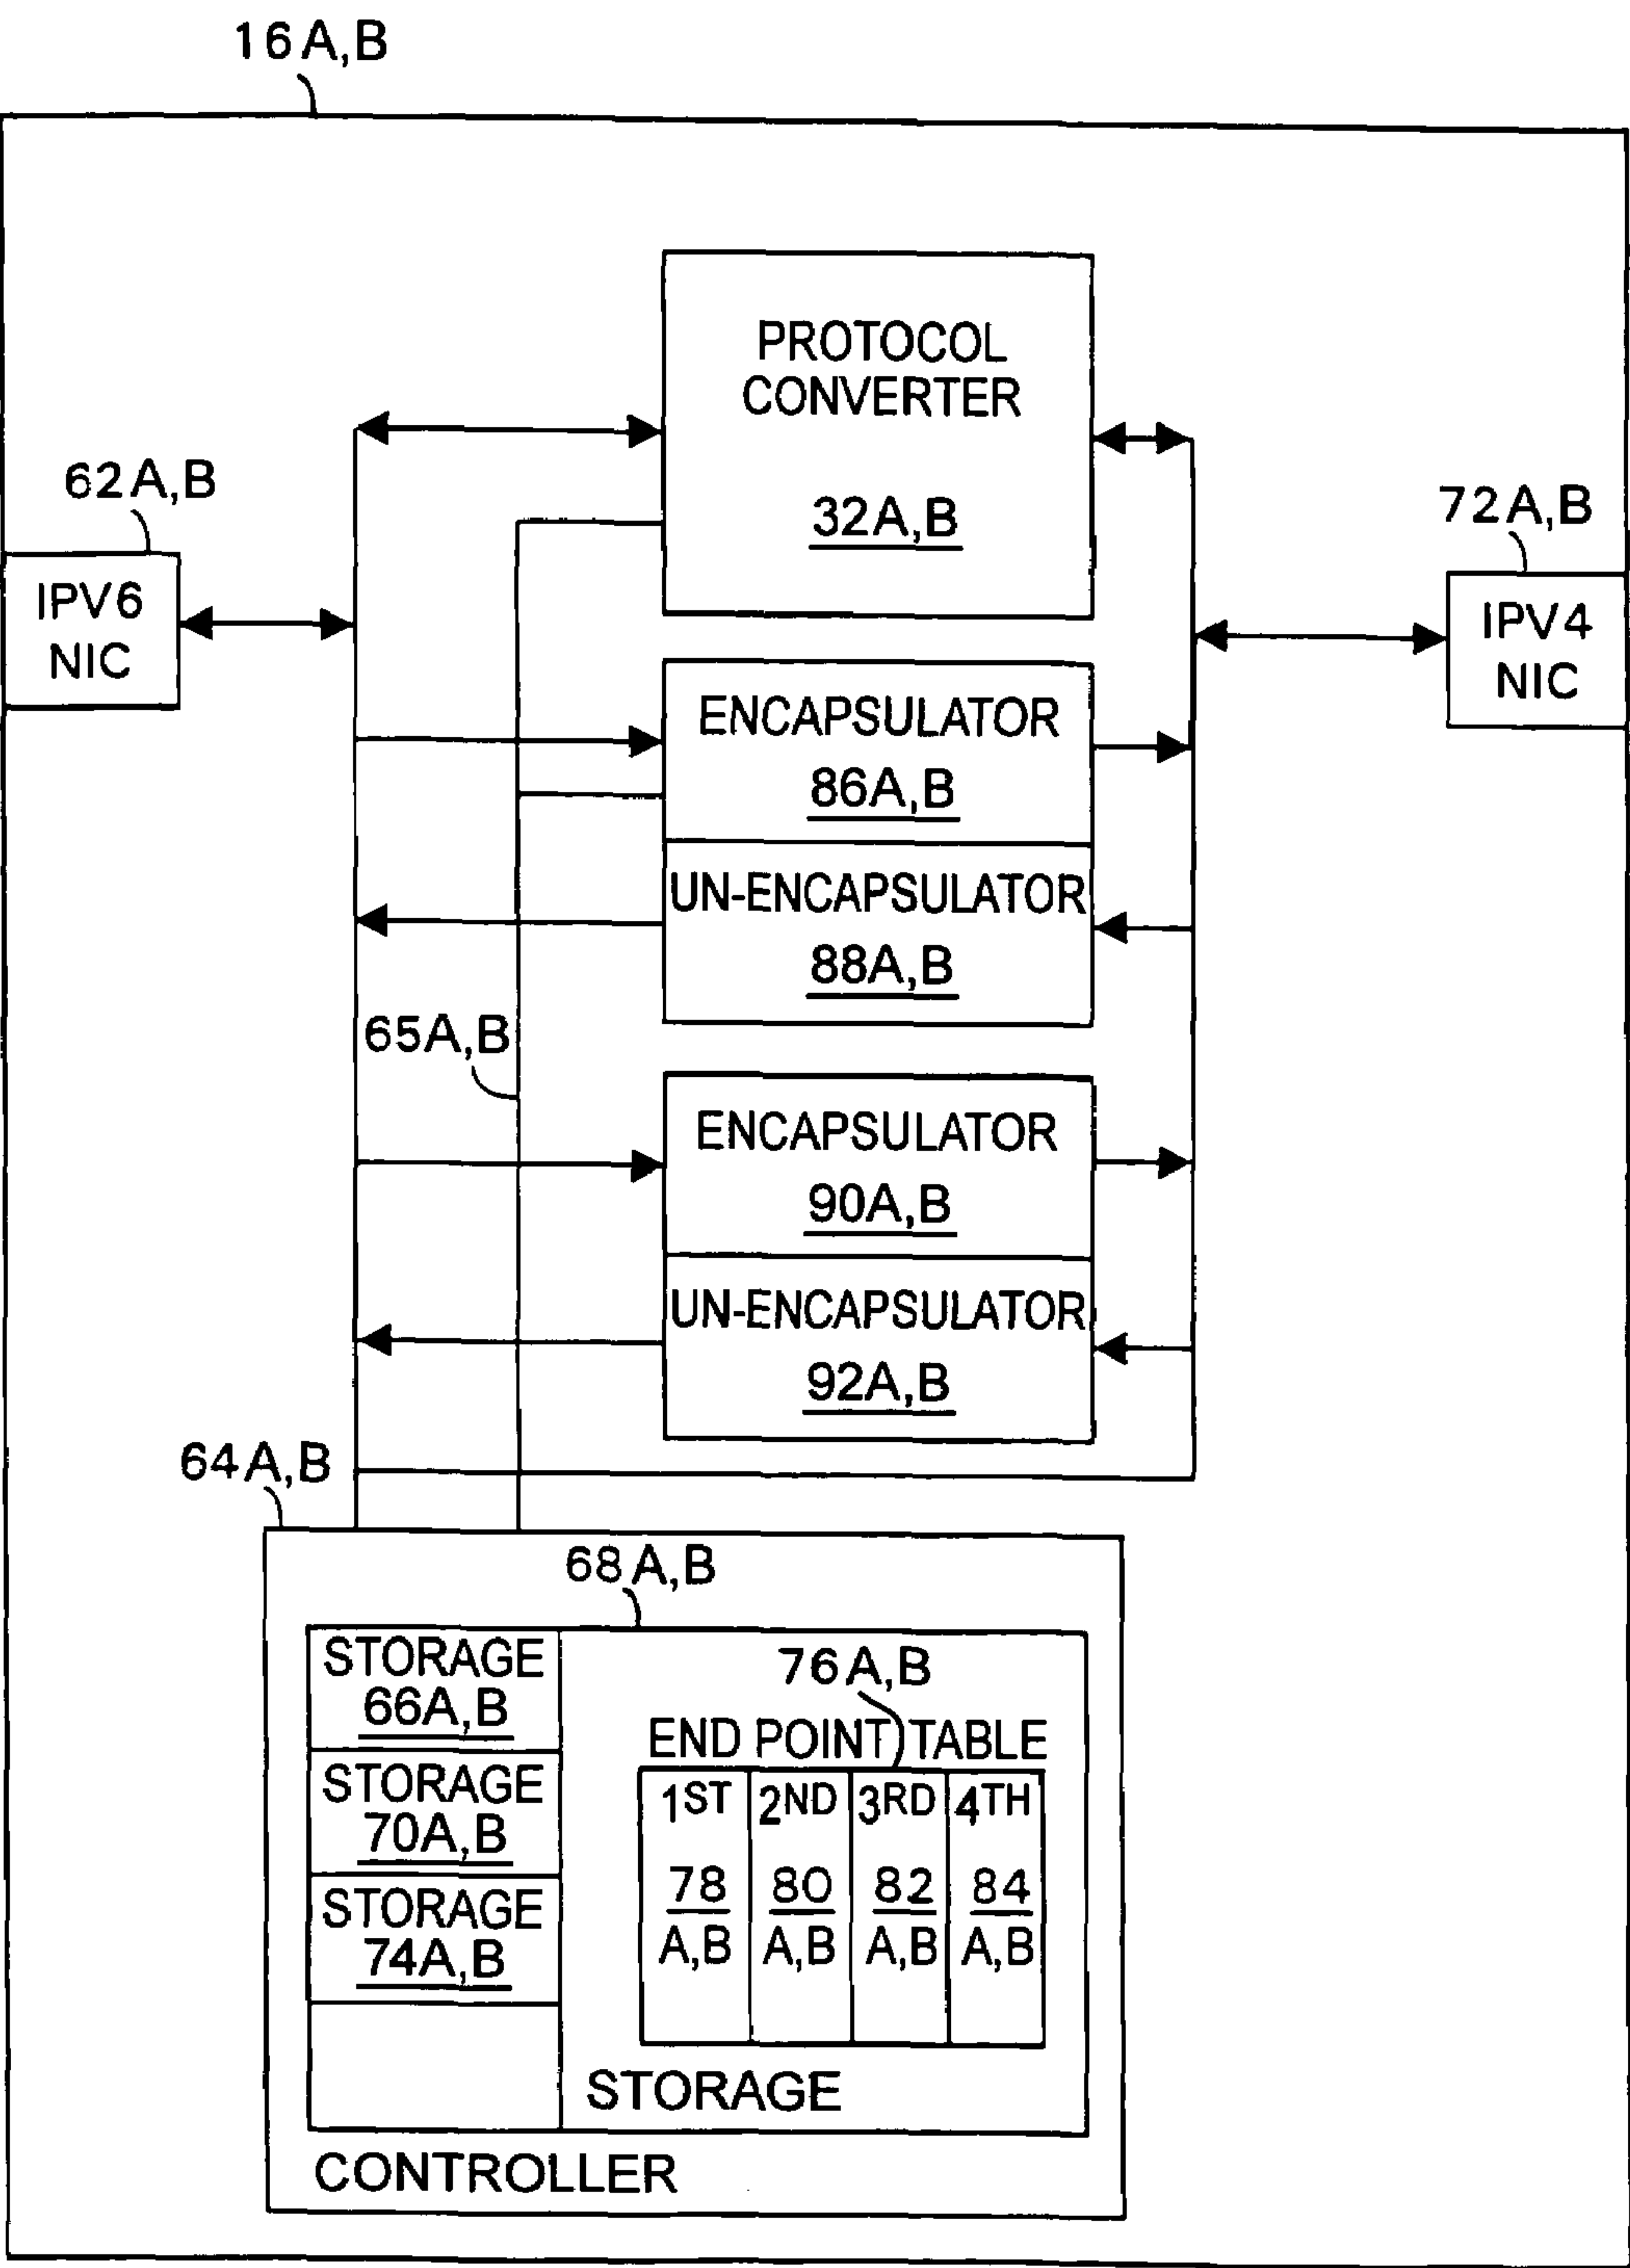 16A,B
PROTOCOL
CONVERTER
32A,B
62A,B
IPV6
NIC
72A,B
IPV4
NIC
ENCAPSULATOR
86A,B
UN-ENCAPSULATOR
88A,B
65A,B
ENCAPSULATOR
90A,B
UN-ENCAPSULATOR
92A,B
64A,B
68A,B
STORAGE
66A,B
STORAGE
70A,B
STORAGE
74A,B
76A,B
END POINT TABLE
1ST 2ND 3RD 4TH
78 80 82 84
A,B A,B A,B A,B
STORAGE
CONTROLLER